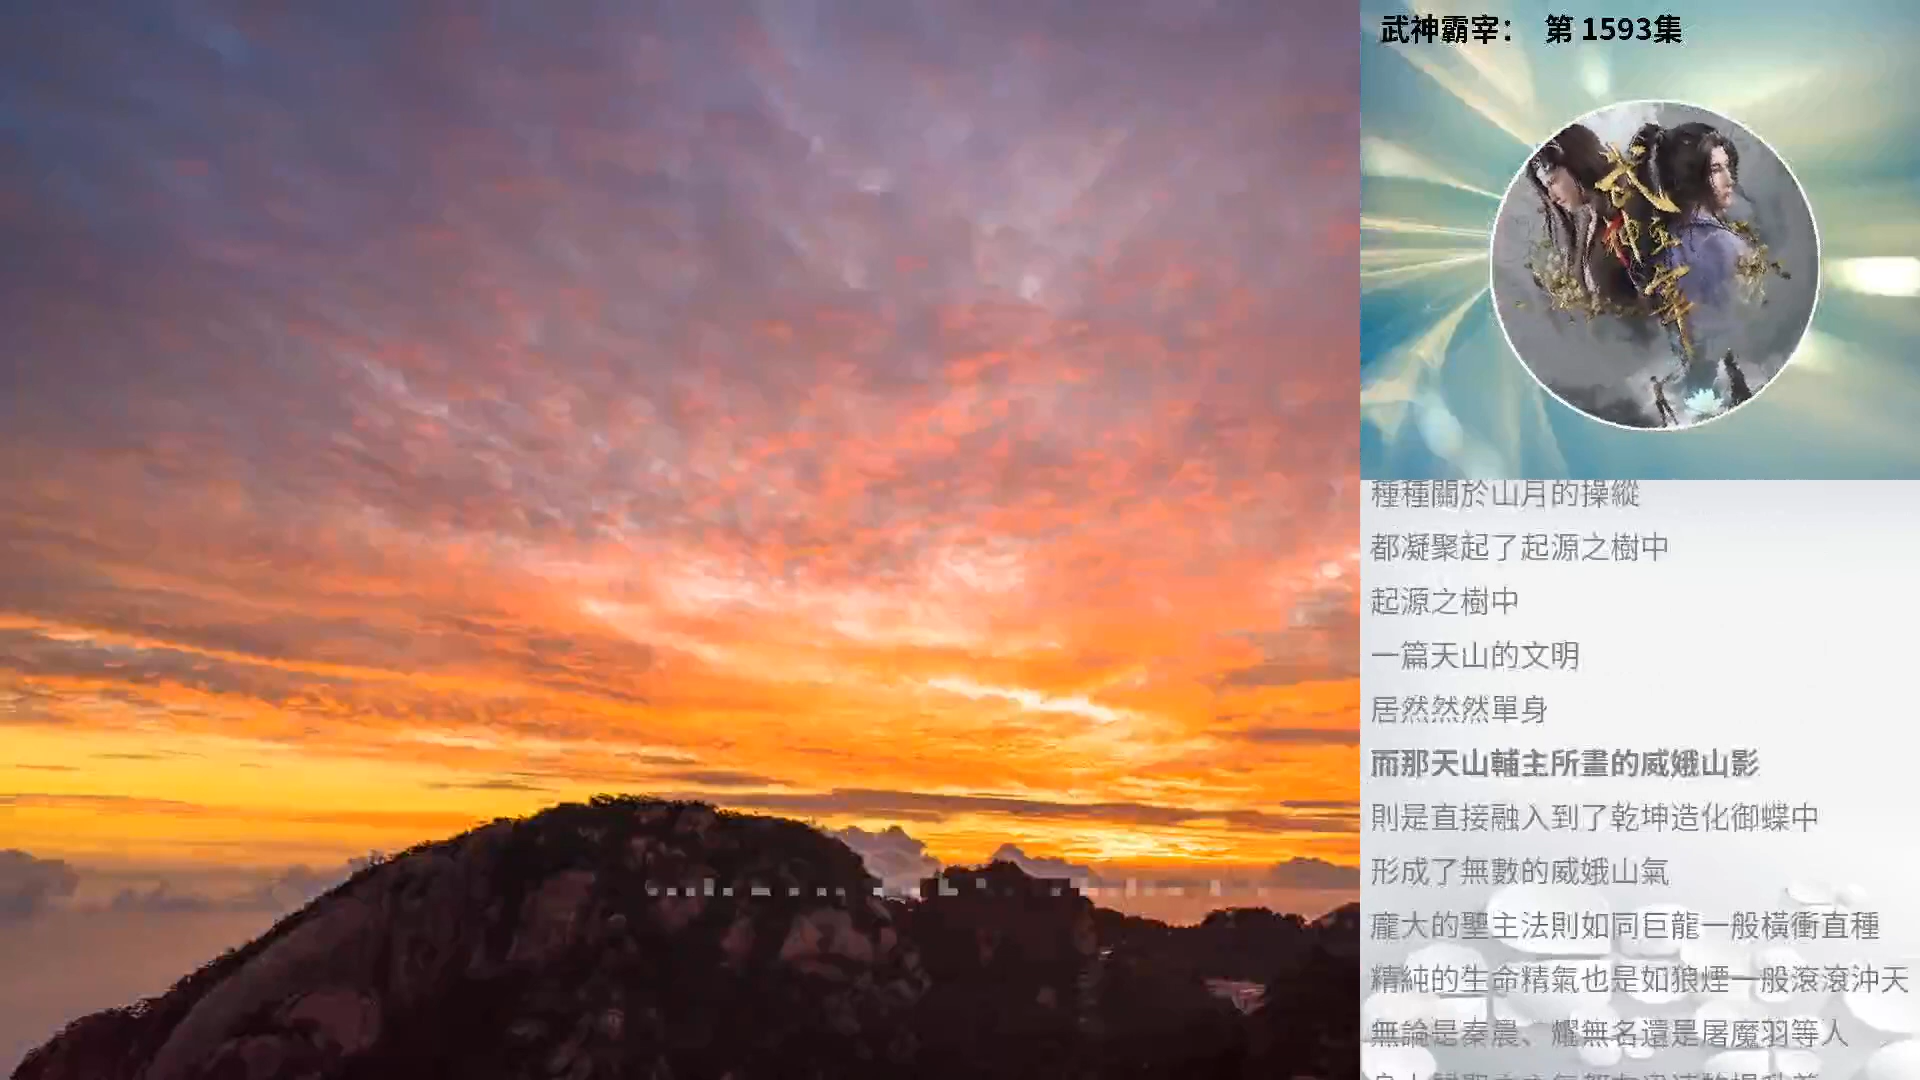 武神霸宰： 第 1593集
武神主宰
種種關於山月的操縱
都凝聚起了起源之樹中
起源之樹中
一篇天山的文明
居然然然單身
而那天山輔主所晝的威娥山影
則是直接融入到了乾坤造化御蝶中
形成了無數的威娥山氣
龐大的聖主法則如同巨龍一般橫衝直種
精純的生命精氣也是如狼煙一般滾滾沖天
無論是秦晨、耀無名還是屠魔羽等人